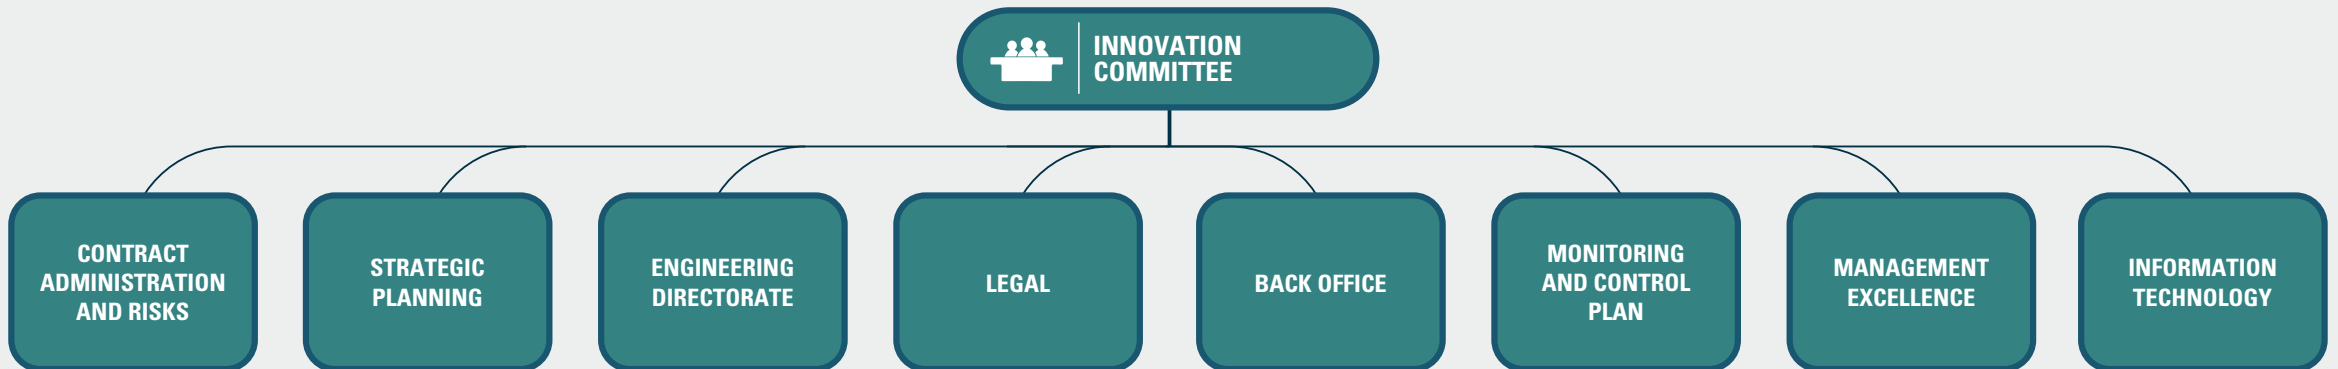 INNOVATION
COMMITTEE
CONTRACT
ADMINISTRATION
AND RISKS
STRATEGIC
PLANNING
ENGINEERING
DIRECTORATE
LEGAL
BACK OFFICE
MONITORING
AND CONTROL
PLAN
MANAGEMENT
EXCELLENCE
INFORMATION
TECHNOLOGY